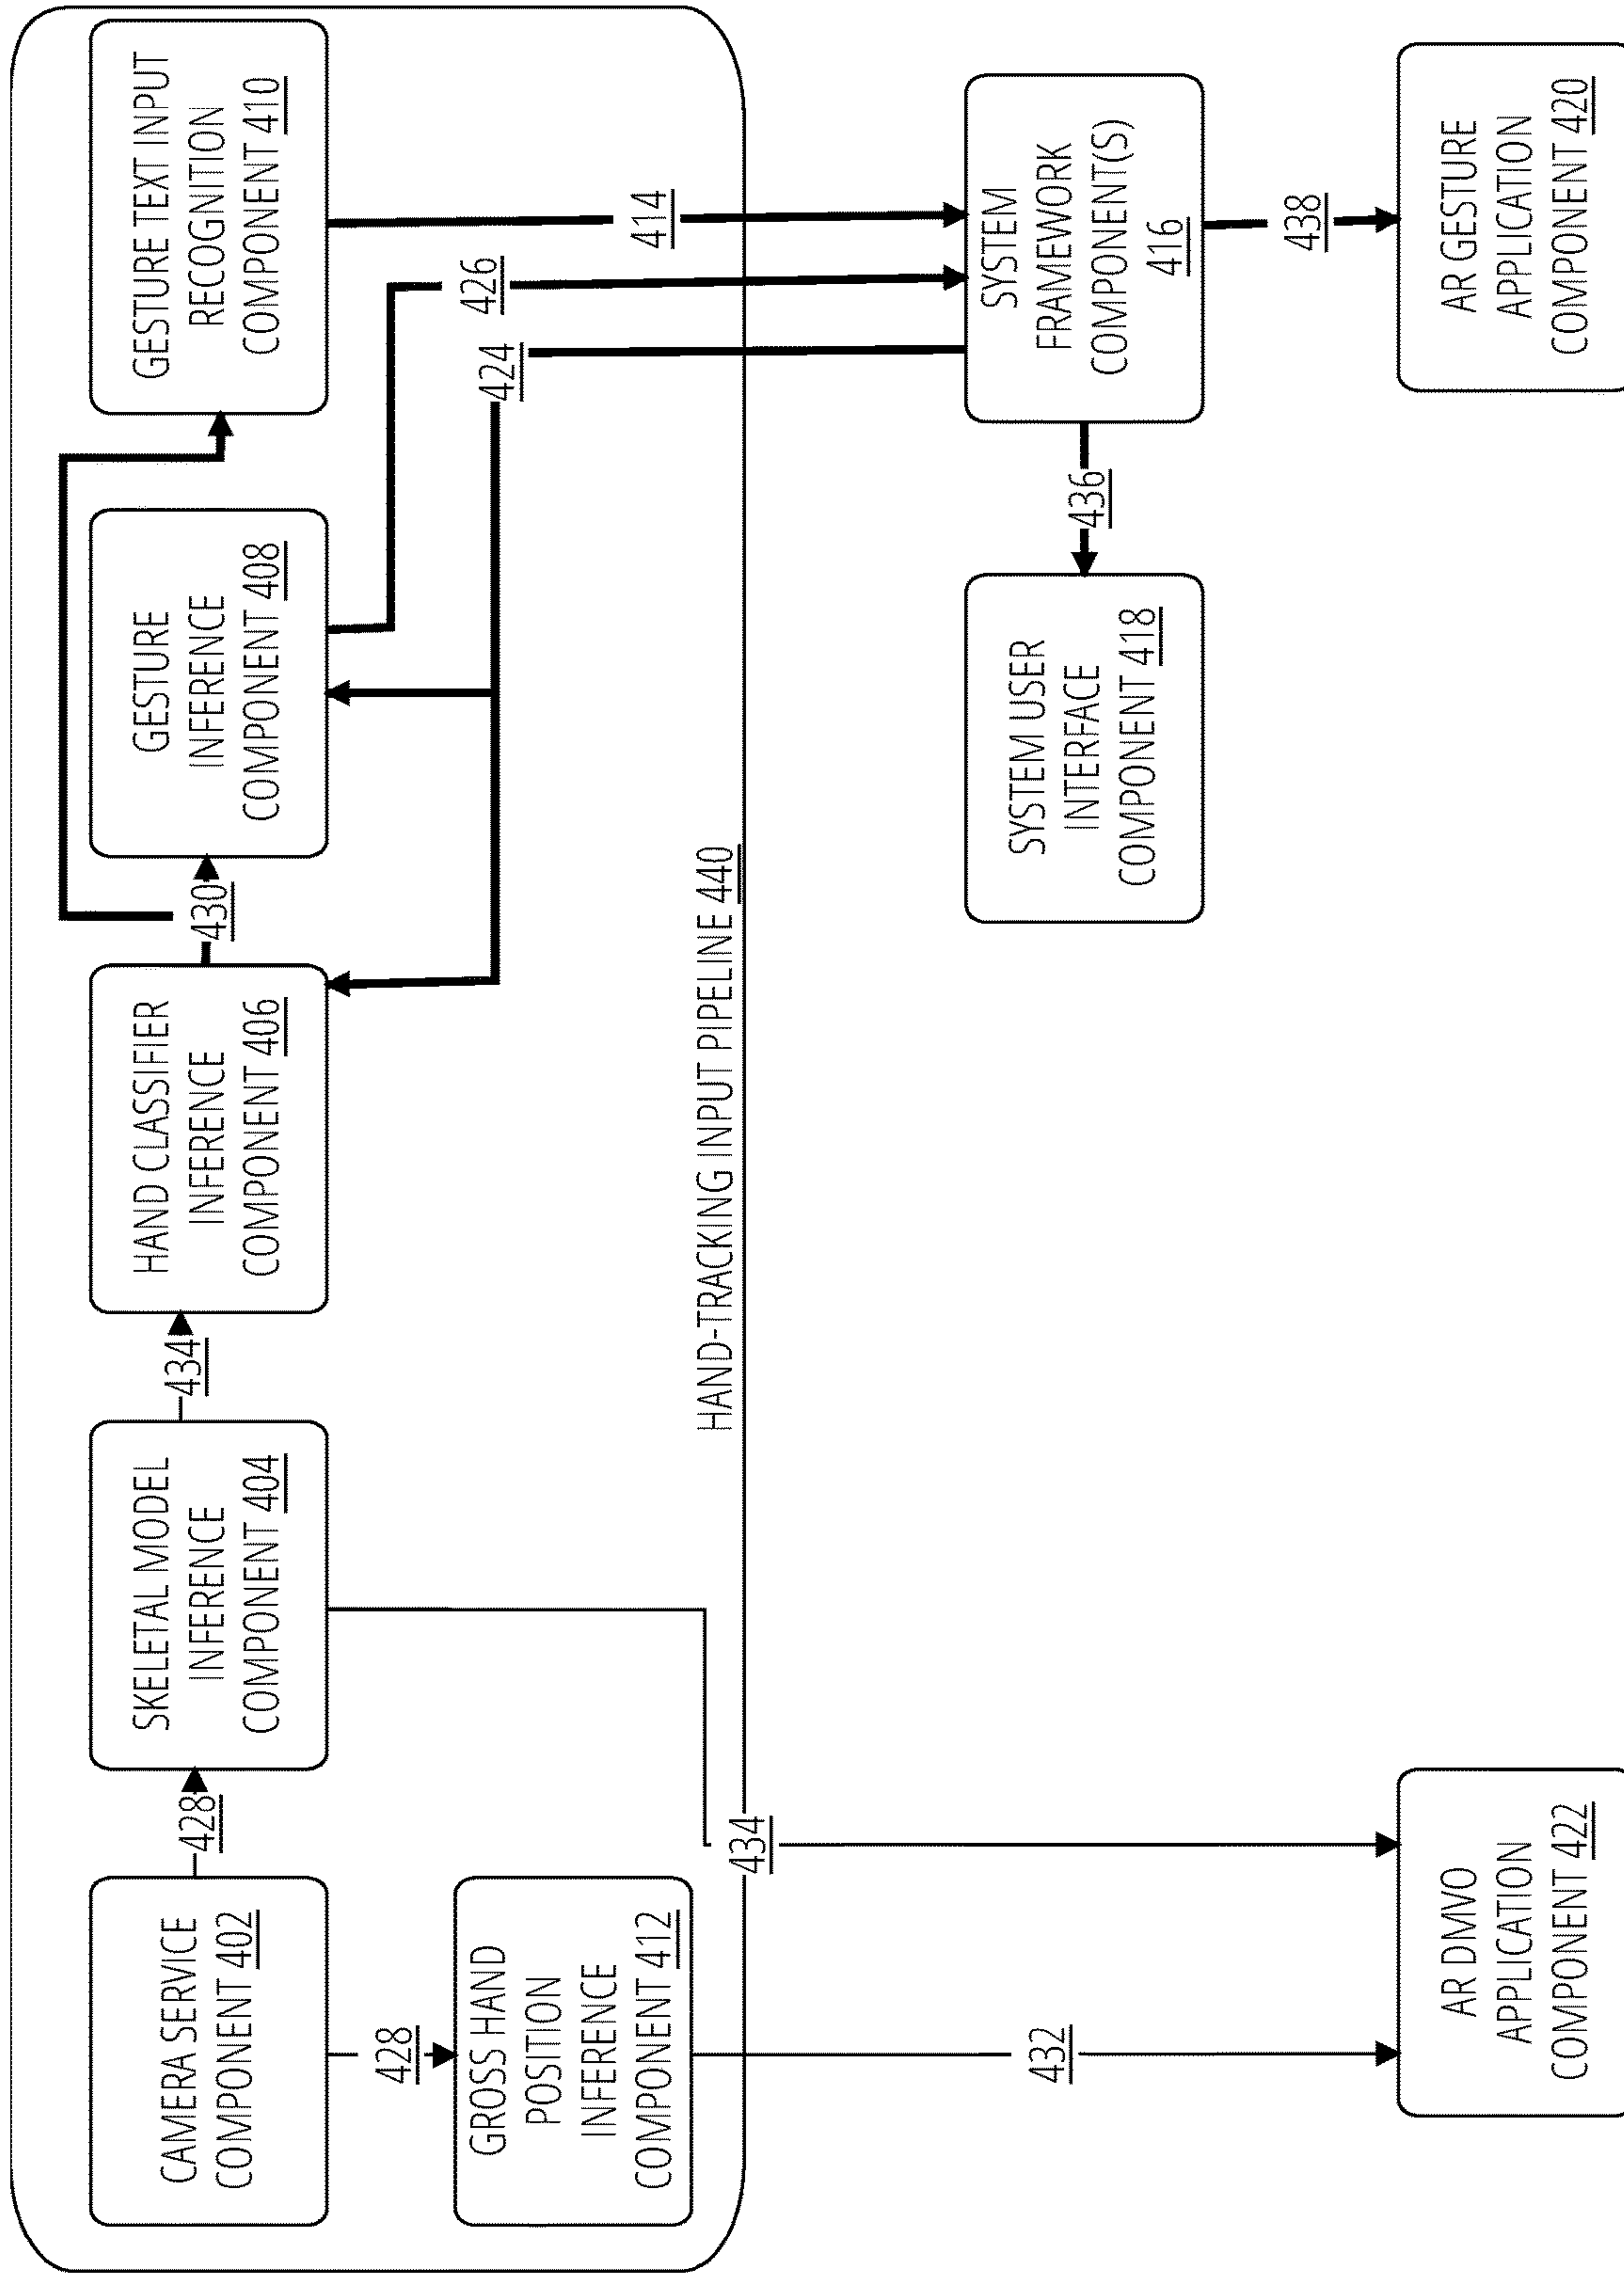 CAMERA SERVICE
COMPONENT 402
428
SKELETAL MODEL
INFERENCE
COMPONENT 404
434
HAND CLASSIFIER
INFERENCE
COMPONENT 406
430
GESTURE
INFERENCE
COMPONENT 408
GESTURE TEXT INPUT
RECOGNITION
COMPONENT 410
428
GROSS HAND
POSITION
INFERENCE
COMPONENT 412
424
426
414
HAND-TRACKING INPUT PIPELINE 440
434
432
SYSTEM USER
INTERFACE
COMPONENT 418
436
SYSTEM
FRAMEWORK
COMPONENT(S)
416
438
AR DMVO
APPLICATION
COMPONENT 422
AR GESTURE
APPLICATION
COMPONENT 420